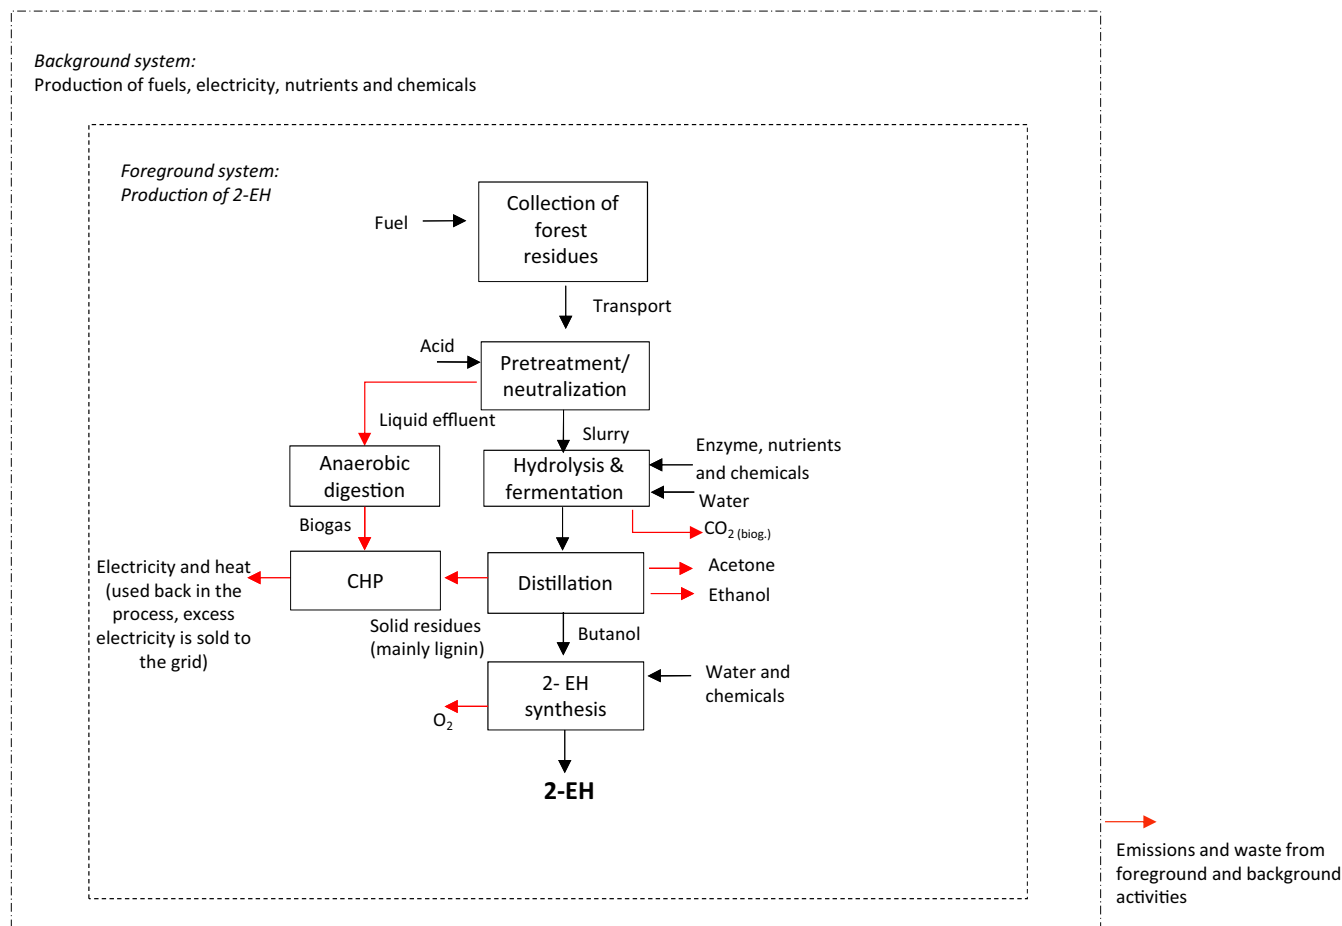 Background system:
Production of fuels, electricity, nutrients and chemicals
Foreground system:
Production of 2-EH
Collection of
forest
residues
Fuel
Transport
Acid
Pretreatment/
neutralization
Liquid effluent
Slurry
Anaerobic
digestion
Hydrolysis &
fermentation
Enzyme, nutrients
and chemicals
Water
Biogas
CO2 (biog.)
Electricity and heat
(used back in the
process, excess
electricity is sold to
the grid)
CHP
Distillation
Acetone
Ethanol
Solid residues
(mainly lignin)
Butanol
2- EH
synthesis
Water and
chemicals
O2
2-EH
Emissions and waste from
foreground and background
activities